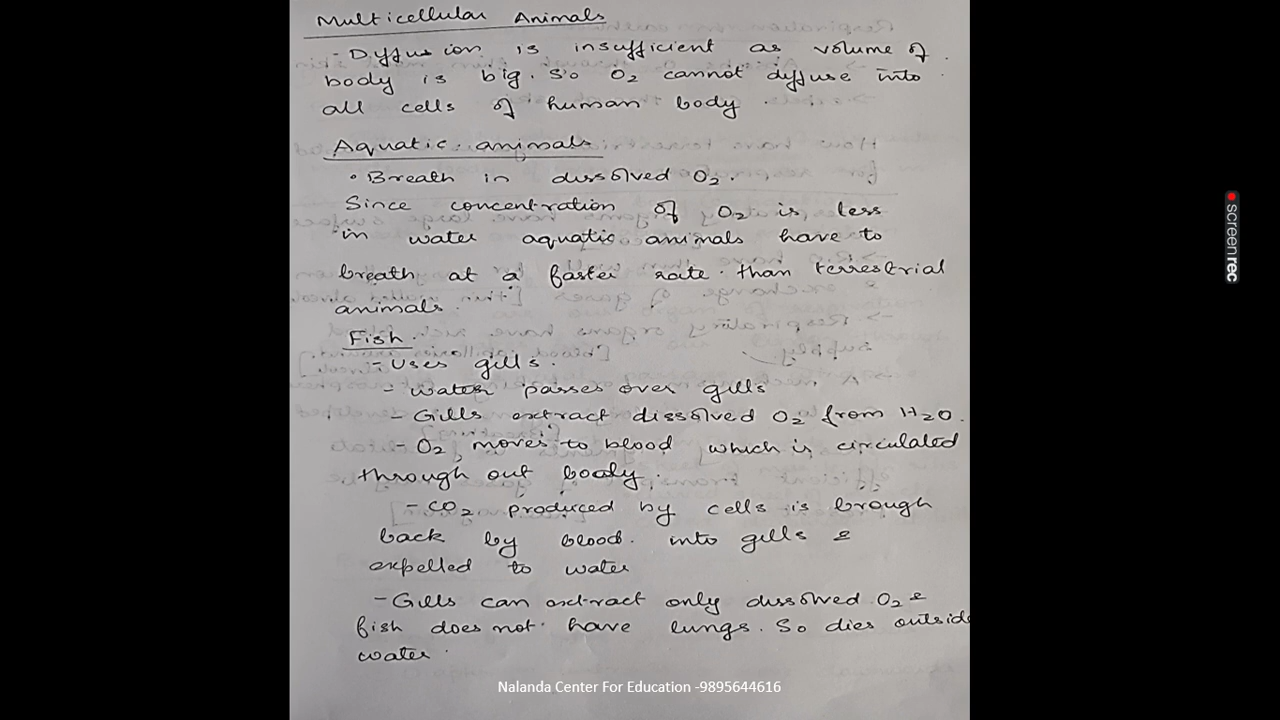 Multicellular Animals
- Diffusion is insufficient as volume of
body is big. So O₂ cannot diffuse into
all cells of human body.
Aquatic animals
• Breath in dissolved O₂.
Since concentration of O₂ is less
in water aquatic animals have to
breath at a faster rate than terrestrial
animals.
Fish.
- Uses gills.
- Water passes over gills
- Gills extract dissolved O₂ from H₂O.
- O₂ moves to blood which is circulated
through out body.
- CO₂ produced by cells is brough
back by blood. into gills &
expelled to water
- Gills can extract only dissolved O₂ &
fish does not have lungs. So dies outside
water.
Nalanda Center For Education -9895644616
screenrec